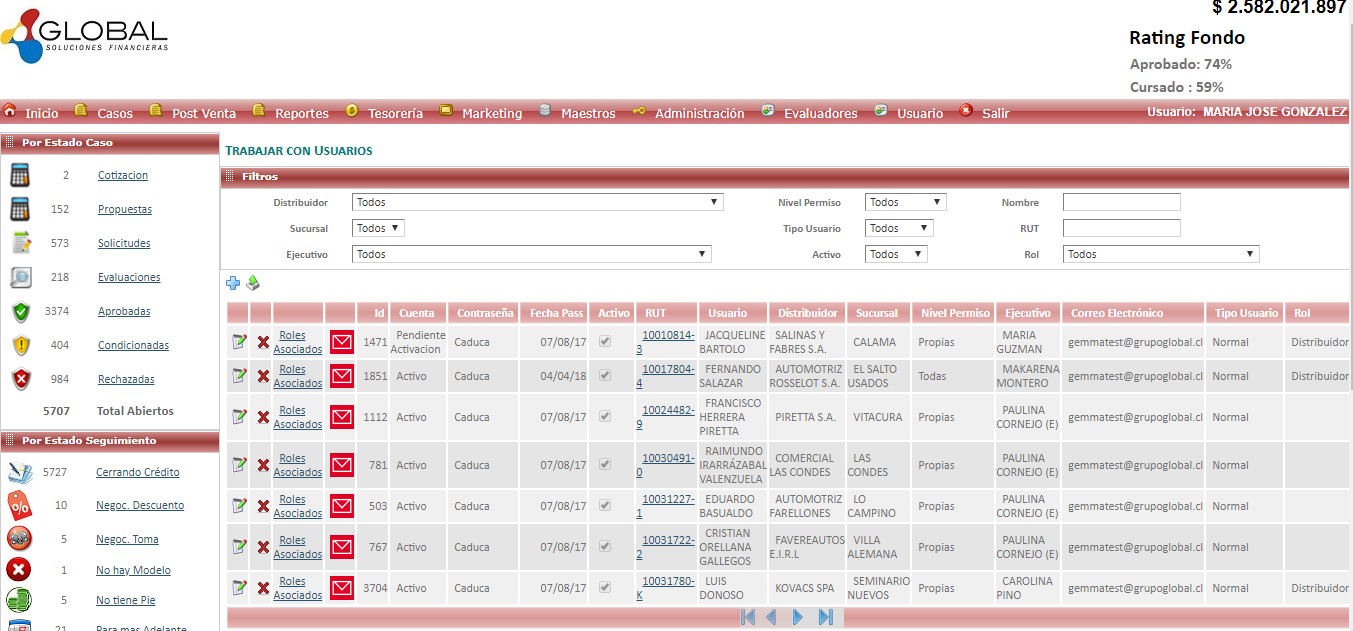 GLOBAL
SOLUCIONES FINANCIERAS
$ 2.582.021.897
Rating Fondo
Aprobado: 74%
Cursado : 59%
Inicio Casos Post Venta Reportes Tesorería Marketing Maestros Administración Evaluadores Usuario Salir Usuario: MARIA JOSE GONZALEZ
Por Estado Caso
2 Cotizacion
152 Propuestas
573 Solicitudes
218 Evaluaciones
3374 Aprobadas
404 Condicionadas
984 Rechazadas
5707 Total Abiertos
Por Estado Seguimiento
5727 Cerrando Crédito
10 Negoc. Descuento
5 Negoc. Toma
1 No hay Modelo
5 No tiene Pie
21 Para mas Adelante
TRABAJAR CON USUARIOS
Filtros
Distribuidor Todos Nivel Permiso Todos Nombre
Sucursal Todos Tipo Usuario Todos RUT
Ejecutivo Todos Activo Todos Rol Todos
Id Cuenta Contraseña Fecha Pass Activo RUT Usuario Distribuidor Sucursal Nivel Permiso Ejecutivo Correo Electrónico Tipo Usuario Rol
Roles Pendiente 10010814- JACQUELINE SALINAS Y MARIA
1471 Caduca 07/08/17 CALAMA Propias gemmatest@grupoglobal.cl Normal Distribuidor
Asociados Activacion 3 BARTOLO FABRES S.A. GUZMAN
Roles 10017804- FERNANDO AUTOMOTRIZ EL SALTO MAKARENA
1851 Activo Caduca 04/04/18 Todas gemmatest@grupoglobal.cl Normal Distribuidor
Asociados 4 SALAZAR ROSSELOT S.A. USADOS MONTERO
FRANCISCO
Roles 10024482- PAULINA
1112 Activo Caduca 07/08/17 HERRERA PIRETTA S.A. VITACURA Propias gemmatest@grupoglobal.cl Normal
Asociados 9 CORNEJO (E)
PIRETTA
RAIMUNDO
Roles 10030491- COMERCIAL LAS PAULINA
781 Activo Caduca 07/08/17 IRARRÁZABAL Propias gemmatest@grupoglobal.cl Normal
Asociados 0 LAS CONDES CONDES CORNEJO (E)
VALENZUELA
Roles 10031227- EDUARDO AUTOMOTRIZ LO PAULINA
503 Activo Caduca 07/08/17 Propias gemmatest@grupoglobal.cl Normal
Asociados 1 BASUALDO FARELLONES CAMPINO CORNEJO (E)
CRISTIAN
Roles 10031722- FAVEREAUTOS VILLA PAULINA
767 Activo Caduca 07/08/17 ORELLANA Propias gemmatest@grupoglobal.cl Normal
Asociados 2 E.I.R.L ALEMANA CORNEJO (E)
GALLEGOS
Roles 10031780- LUIS SEMINARIO CAROLINA
3704 Activo Caduca 07/08/17 KOVACS SPA Propias gemmatest@grupoglobal.cl Normal Distribuidor
Asociados K DONOSO NUEVOS PINO